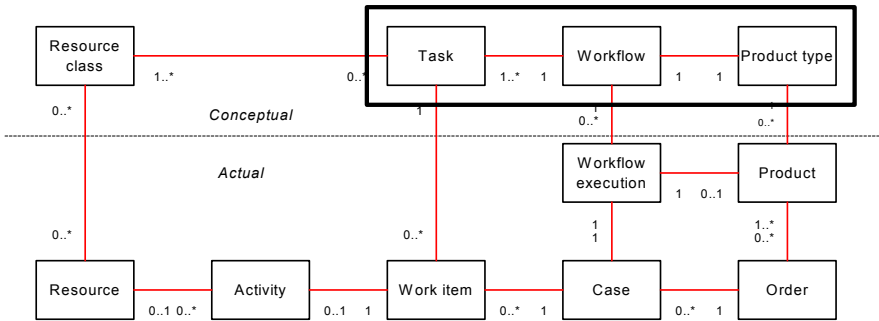 Resource
class
Task
Workflow
Product type
1..*
0..*
1..*
1
1
1
0..*
Conceptual
1
1
0..*
1
0..*
Actual
Workflow
execution
Product
1
0..1
0..*
0..*
1
1
1..*
0..*
Resource
Activity
Work item
Case
Order
0..1
0..*
0..1
1
0..*
1
0..*
1